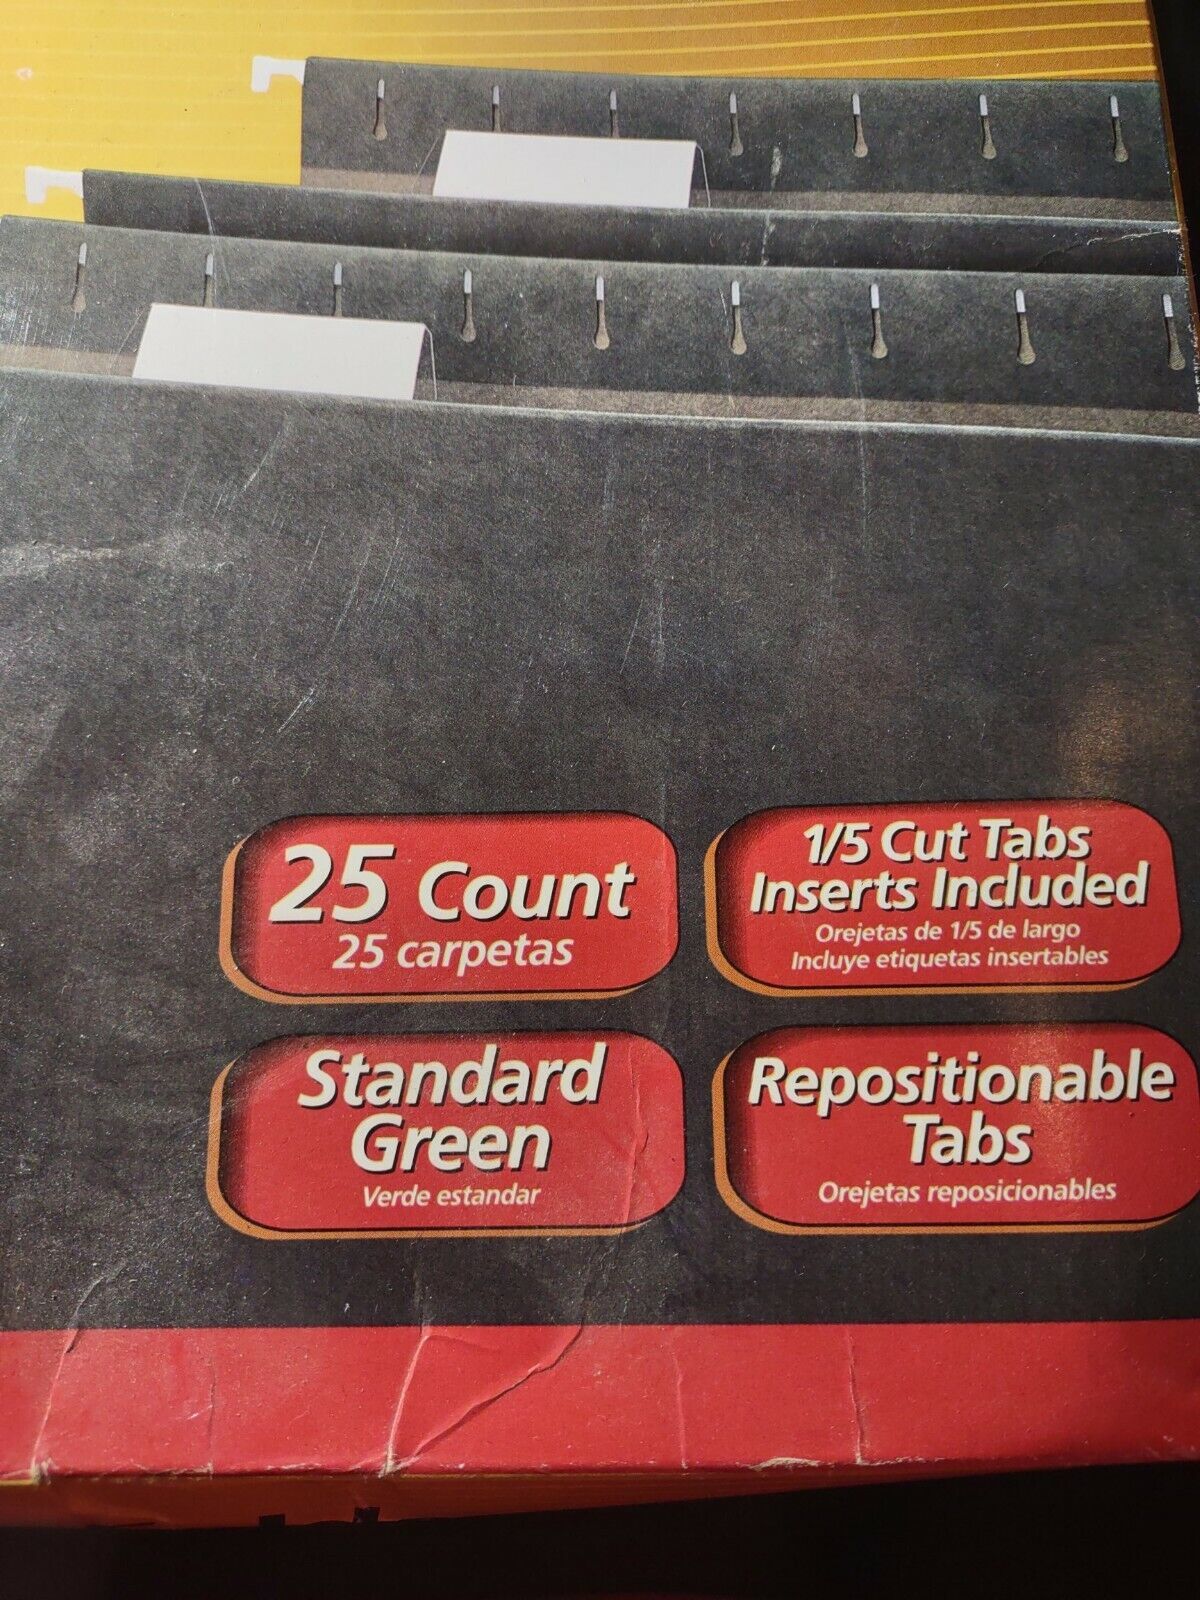 25 Count
25 carpetas
1/5 Cut Tabs
Inserts Included
Orejetas de 1/5 de largo
Incluye etiquetas insertables
Standard
Green
Verde estandar
Repositionable
Tabs
Orejetas reposicionables